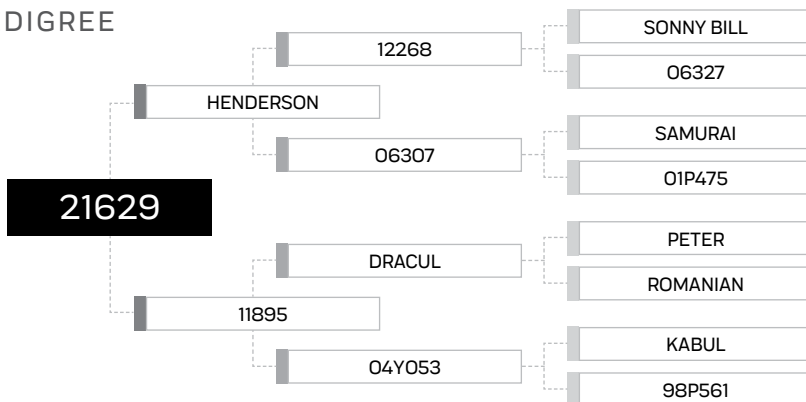 DIGREE
SONNY BILL
12268
06327
HENDERSON
SAMURAI
06307
01P475
21629
PETER
DRACUL
ROMANIAN
11895
KABUL
04Y053
98P561